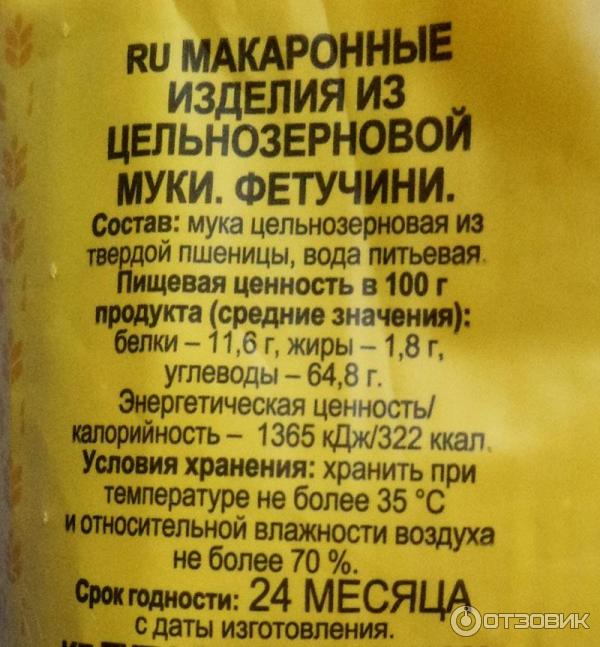 RU МАКАРОННЫЕ
ИЗДЕЛИЯ ИЗ
ЦЕЛЬНОЗЕРНОВОЙ
МУКИ. ФЕТУЧИНИ.
Состав: мука цельнозерновая из
твердой пшеницы, вода питьевая.
Пищевая ценность в 100 г
продукта (средние значения):
белки – 11,6 г, жиры – 1,8 г,
углеводы – 64,8 г.
Энергетическая ценность/
калорийность – 1365 кДж/322 ккал.
Условия хранения: хранить при
температуре не более 35 °С
и относительной влажности воздуха
не более 70 %.
Срок годности: 24 МЕСЯЦА
с даты изготовления.
ОТЗОВИК